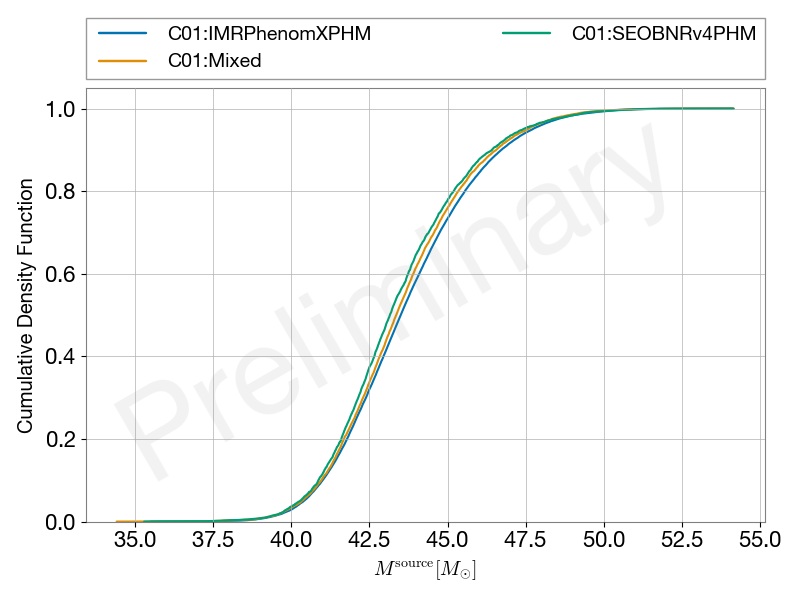 C01:IMRPhenomXPHM
C01:Mixed
C01:SEOBNRv4PHM
Preliminary
Cumulative Density Function
1.0
0.8
0.6
0.4
0.2
0.0
35.0 37.5 40.0 42.5 45.0 47.5 50.0 52.5 55.0
M^source[M_⊙]